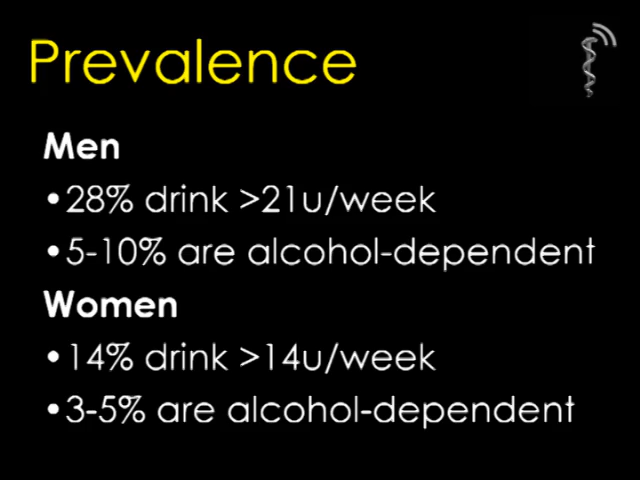 Prevalence
Men
•28% drink >21u/week
•5-10% are alcohol-dependent
Women
•14% drink >14u/week
•3-5% are alcohol-dependent